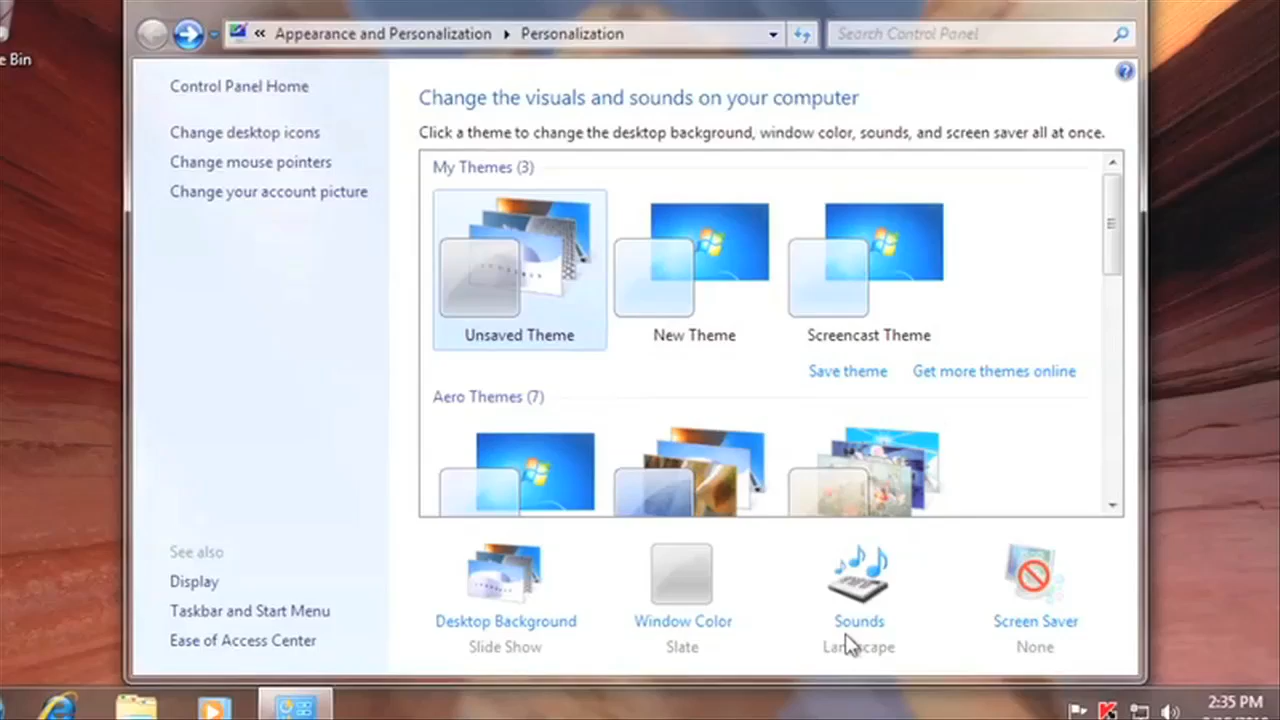 e Bin
« Appearance and Personalization ▸ Personalization
Search Control Panel
Control Panel Home
Change desktop icons
Change mouse pointers
Change your account picture
See also
Display
Taskbar and Start Menu
Ease of Access Center
Change the visuals and sounds on your computer
Click a theme to change the desktop background, window color, sounds, and screen saver all at once.
My Themes (3)
Unsaved Theme
New Theme
Screencast Theme
Save theme
Get more themes online
Aero Themes (7)
Desktop Background
Slide Show
Window Color
Slate
Sounds
Landscape
Screen Saver
None
2:35 PM